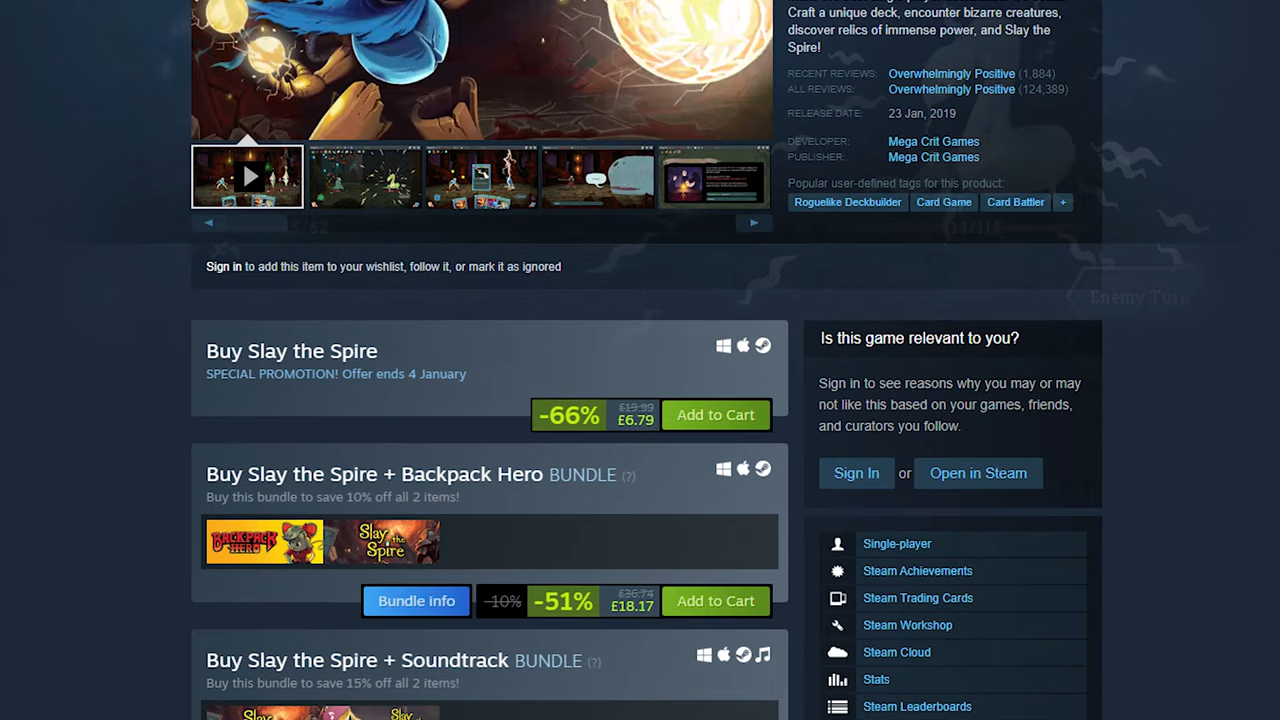 Craft a unique deck, encounter bizarre creatures,
discover relics of immense power, and Slay the
Spire!
RECENT REVIEWS: Overwhelmingly Positive (1,884)
ALL REVIEWS: Overwhelmingly Positive (124,389)
RELEASE DATE: 23 Jan, 2019
DEVELOPER: Mega Crit Games
PUBLISHER: Mega Crit Games
Popular user-defined tags for this product:
Roguelike Deckbuilder Card Game Card Battler +
Sign in to add this item to your wishlist, follow it, or mark it as ignored
Enemy Turn
Buy Slay the Spire
SPECIAL PROMOTION! Offer ends 4 January
-66% £19.99 £6.79 Add to Cart
Buy Slay the Spire + Backpack Hero BUNDLE (?)
Buy this bundle to save 10% off all 2 items!
BACKPACK HERO
Slay the Spire
Bundle info -10% -51% £36.74 £18.17 Add to Cart
Buy Slay the Spire + Soundtrack BUNDLE (?)
Buy this bundle to save 15% off all 2 items!
Slay
Slay
Is this game relevant to you?
Sign in to see reasons why you may or may
not like this based on your games, friends,
and curators you follow.
Sign In or Open in Steam
Single-player
Steam Achievements
Steam Trading Cards
Steam Workshop
Steam Cloud
Stats
Steam Leaderboards